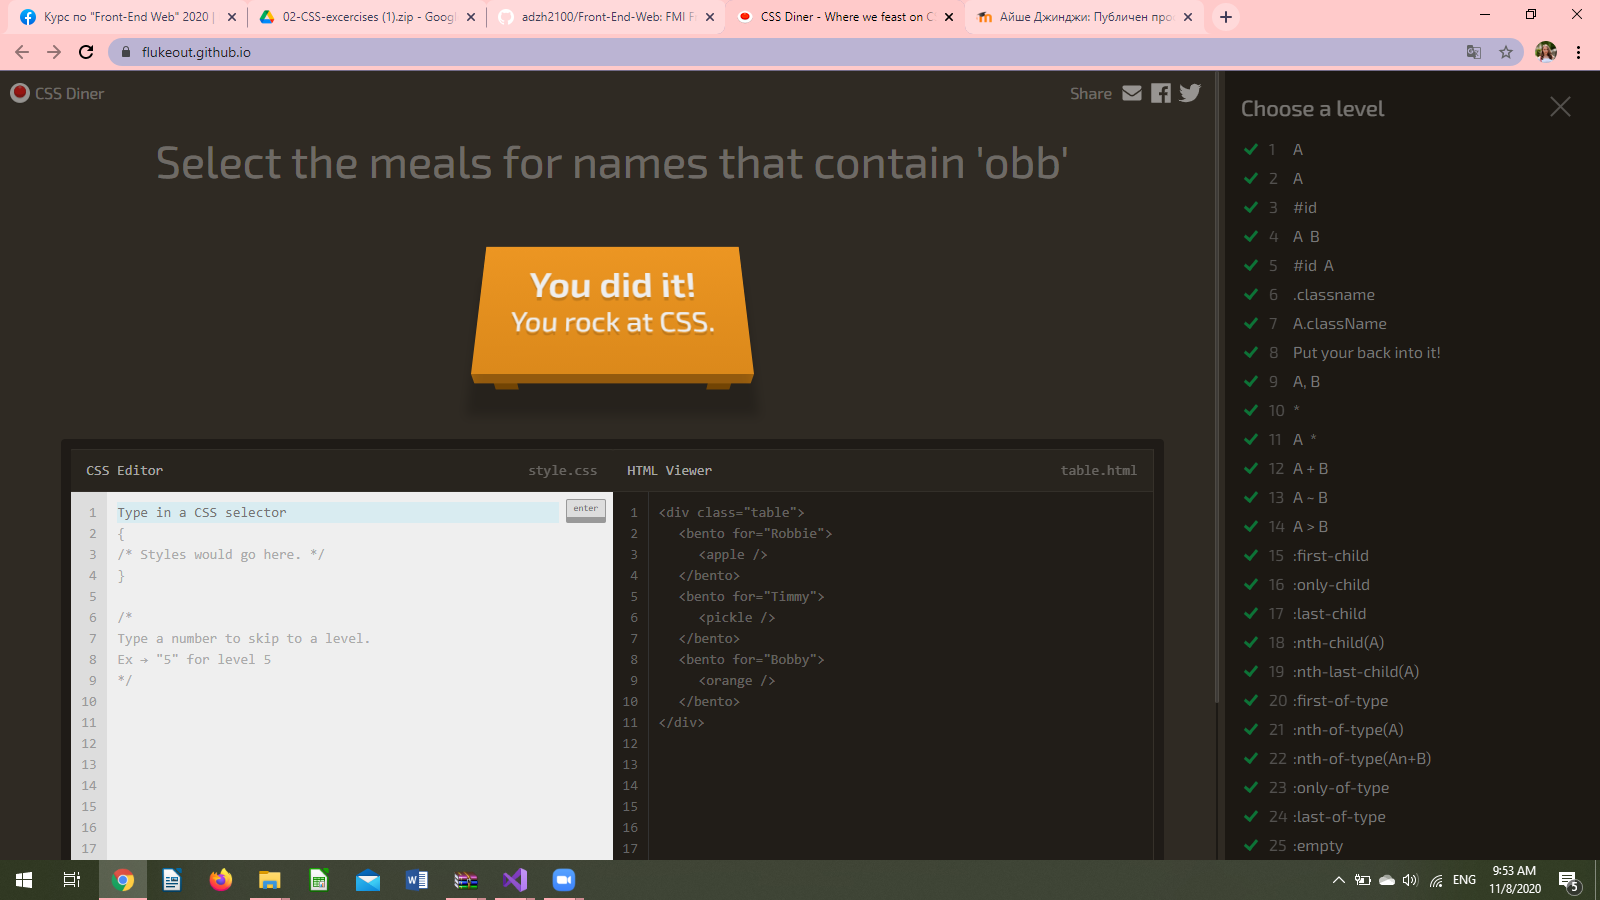 Курс по "Front-End Web" 2020 |
02-CSS-excercises (1).zip - Googl
adzh2100/Front-End-Web: FMI Fr
CSS Diner - Where we feast on C
Айше Джинджи: Публичен про
flukeout.github.io
CSS Diner
Share
Select the meals for names that contain 'obb'
You did it!
You rock at CSS.
CSS Editor
style.css
HTML Viewer
table.html
1 Type in a CSS selector
enter
2 {
3 /* Styles would go here. */
4 }
5
6 /*
7 Type a number to skip to a level.
8 Ex → "5" for level 5
9 */
10
11
12
13
14
15
16
17
1 <div class="table">
2 <bento for="Robbie">
3 <apple />
4 </bento>
5 <bento for="Timmy">
6 <pickle />
7 </bento>
8 <bento for="Bobby">
9 <orange />
10 </bento>
11 </div>
12
13
14
15
16
17
Choose a level
1 A
2 A
3 #id
4 A B
5 #id A
6 .classname
7 A.className
8 Put your back into it!
9 A, B
10 *
11 A *
12 A + B
13 A ~ B
14 A > B
15 :first-child
16 :only-child
17 :last-child
18 :nth-child(A)
19 :nth-last-child(A)
20 :first-of-type
21 :nth-of-type(A)
22 :nth-of-type(An+B)
23 :only-of-type
24 :last-of-type
25 :empty
ENG
9:53 AM
11/8/2020
5